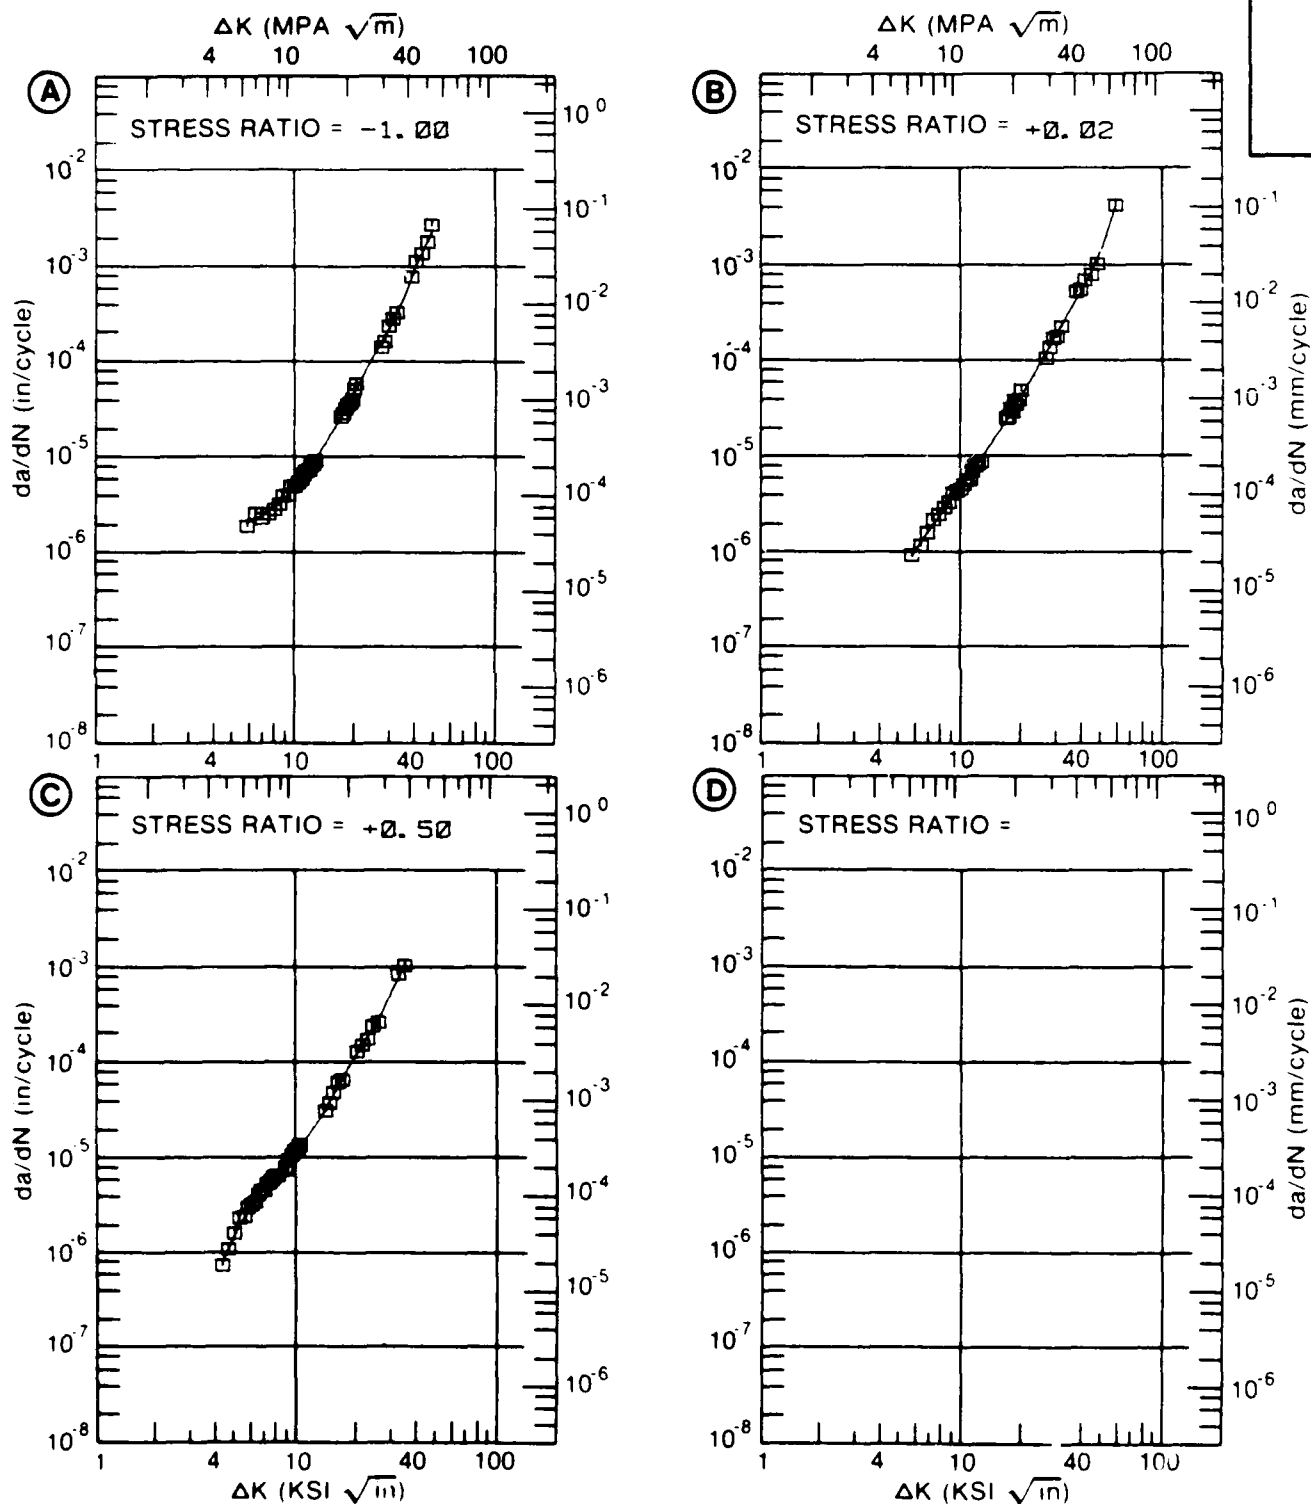 ΔK (MPA √m)
4 10 40 100
ΔK (MPA √m)
4 10 40 100
A
STRESS RATIO = -1.00
10^0
10^-2
10^-1
10^-3
10^-2
10^-4
10^-3
10^-5
10^-4
10^-6
10^-5
10^-7
10^-6
10^-8
1 4 10 40 100
da/dN (in/cycle)
B
STRESS RATIO = +0.02
10^-2
10^-1
10^-3
10^-2
10^-4
10^-3
10^-5
10^-4
10^-6
10^-5
10^-7
10^-6
10^-8
1 4 10 40 100
da/dN (mm/cycle)
C
STRESS RATIO = +0.50
10^0
10^-2
10^-1
10^-3
10^-2
10^-4
10^-3
10^-5
10^-4
10^-6
10^-5
10^-7
10^-6
10^-8
1 4 10 40 100
da/dN (in/cycle)
ΔK (KSI √in)
D
STRESS RATIO =
10^0
10^-2
10^-1
10^-3
10^-2
10^-4
10^-3
10^-5
10^-4
10^-6
10^-5
10^-7
10^-6
10^-8
1 4 10 40 100
da/dN (mm/cycle)
ΔK (KSI √in)